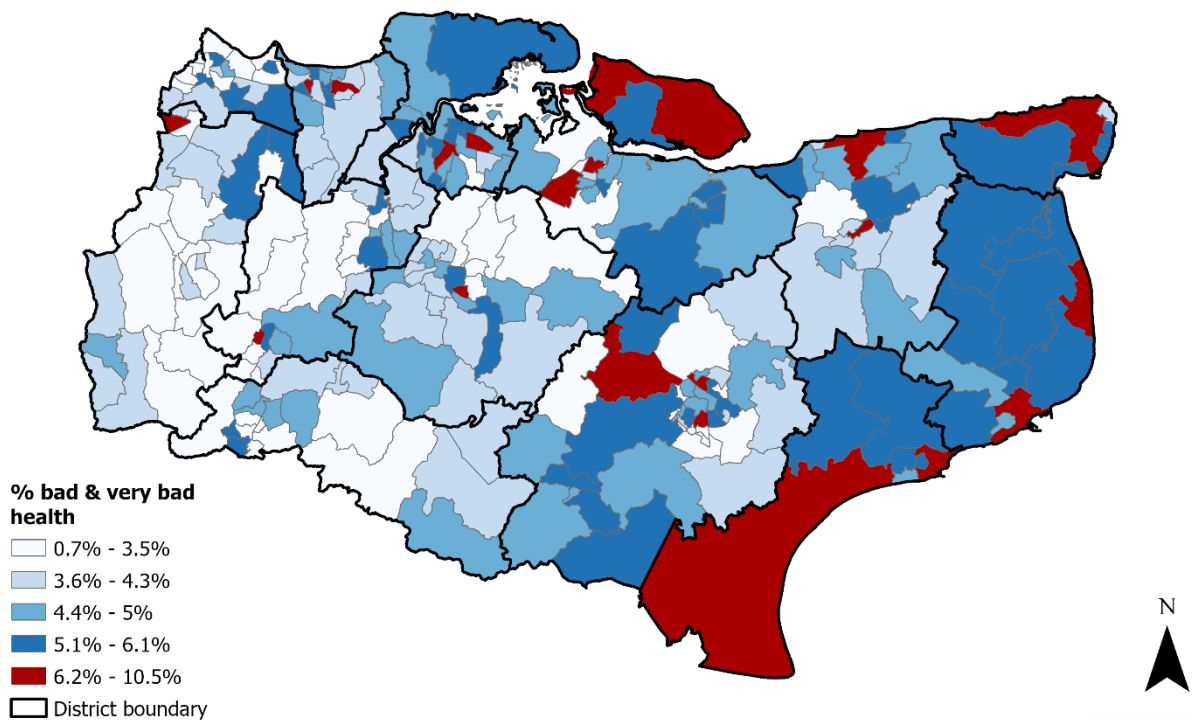 % bad & very bad
health
0.7% - 3.5%
3.6% - 4.3%
4.4% - 5%
5.1% - 6.1%
6.2% - 10.5%
District boundary
N